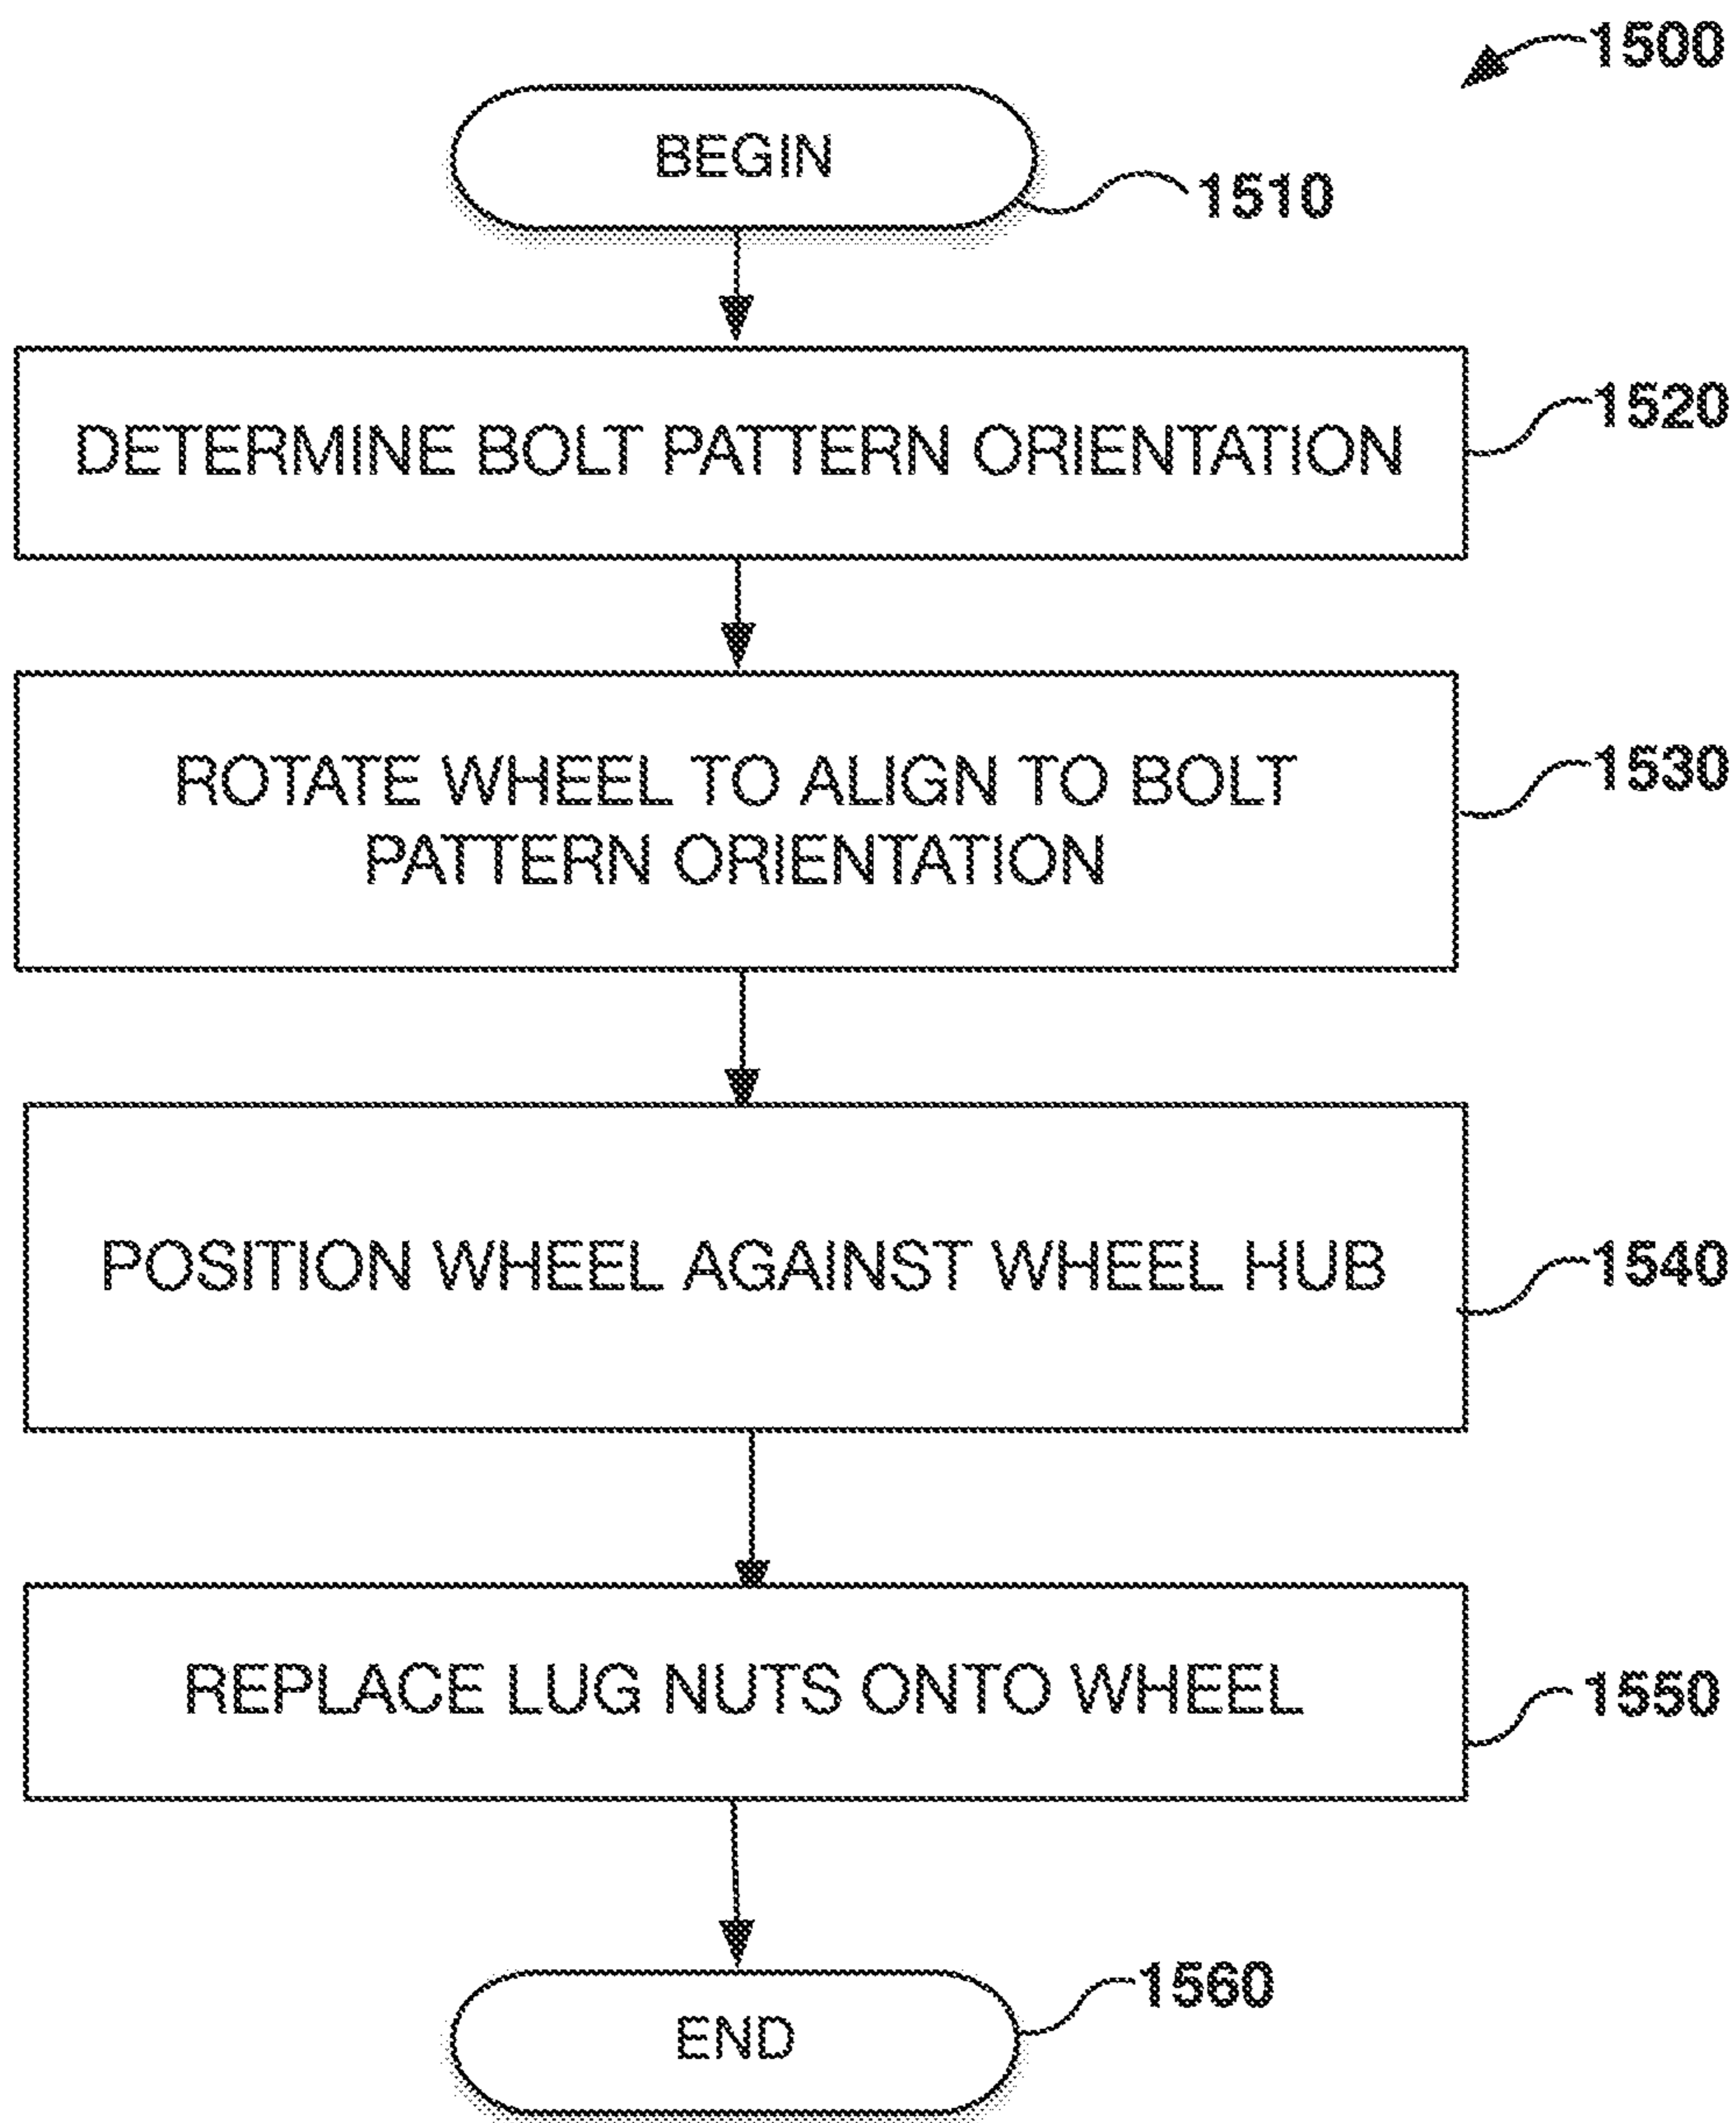 1500
BEGIN
1510
DETERMINE BOLT PATTERN ORIENTATION
1520
ROTATE WHEEL TO ALIGN TO BOLT
PATTERN ORIENTATION
1530
POSITION WHEEL AGAINST WHEEL HUB
1540
REPLACE LUG NUTS ONTO WHEEL
1550
END
1560